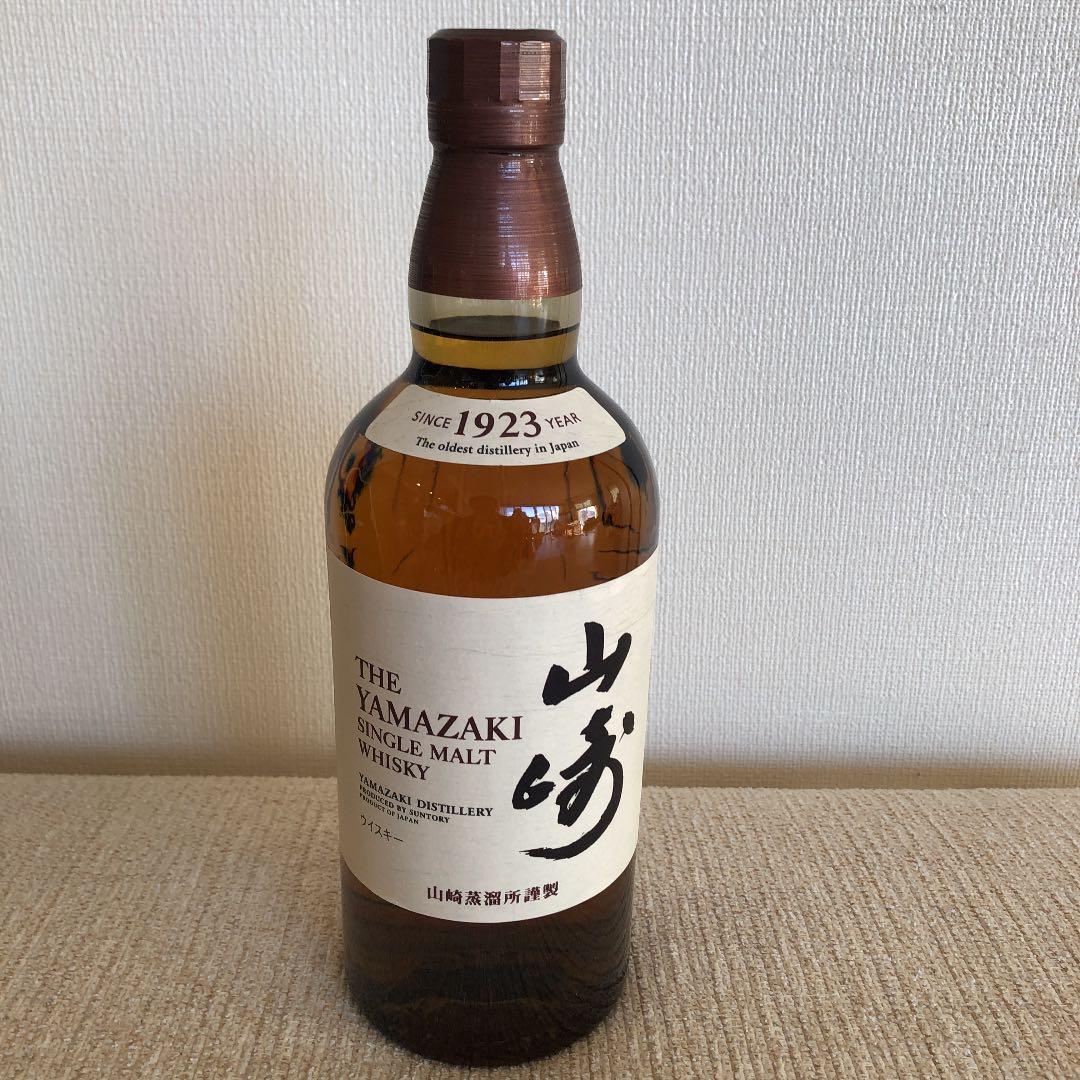 SINCE 1923 YEAR
The oldest distillery in Japan
THE
YAMAZAKI
SINGLE MALT
WHISKY
YAMAZAKI DISTILLERY
PRODUCED BY SUNTORY
PRODUCT OF JAPAN
ウイスキー
山崎
山崎蒸溜所謹製